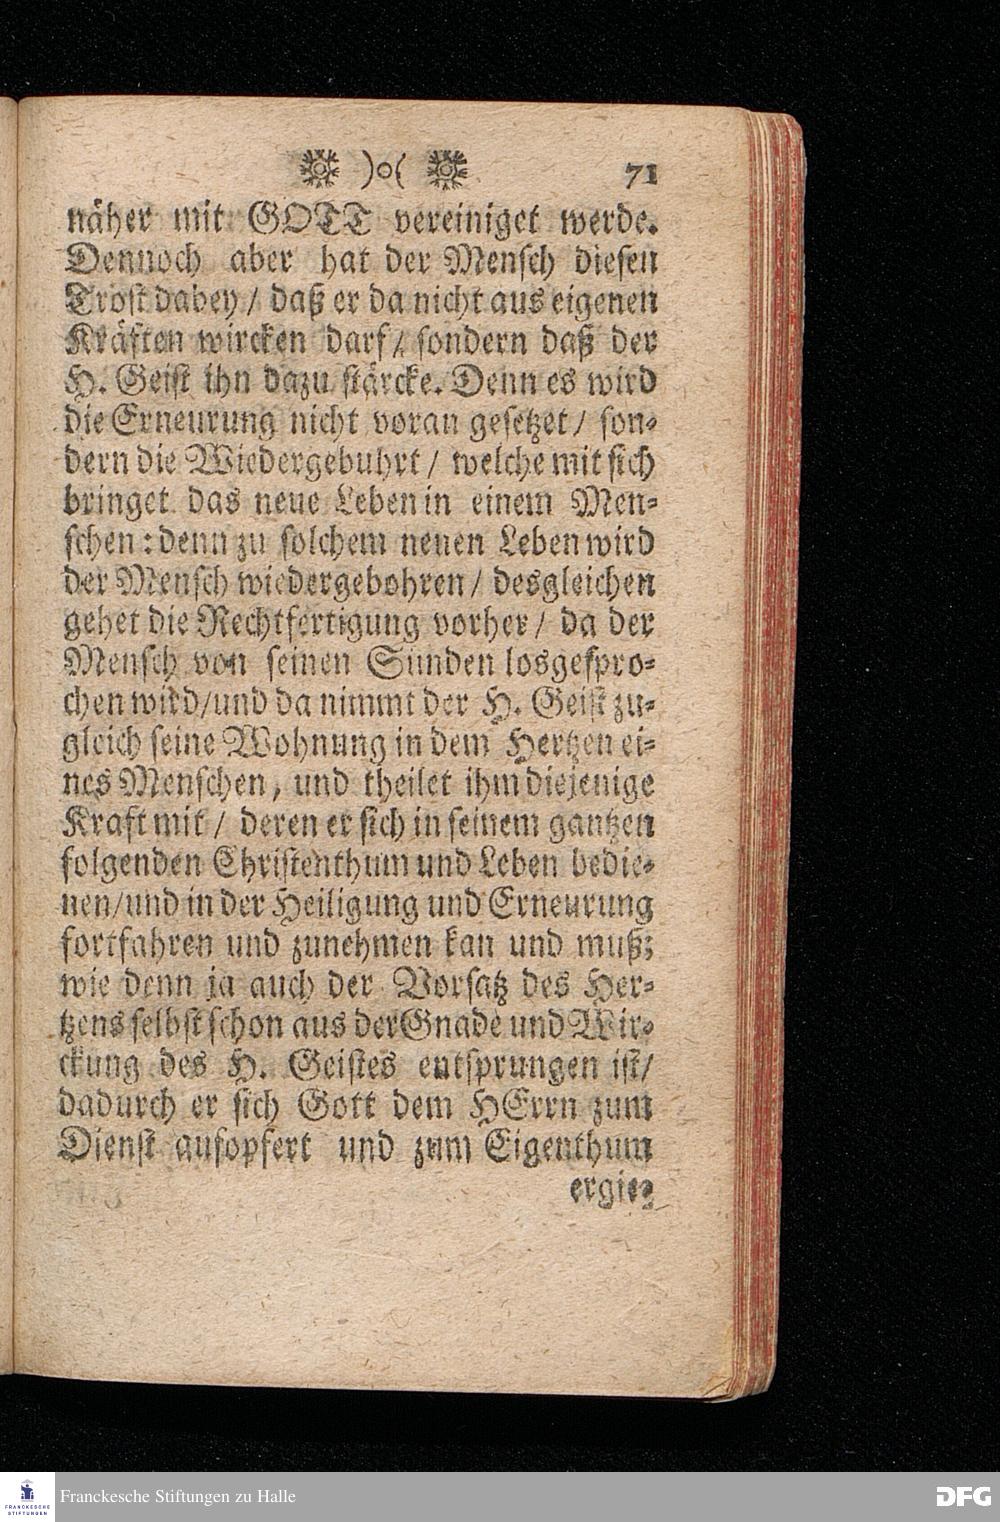 )o( 71
näher mit GOTT vereiniget werde.
Dennoch aber hat der Mensch diesen
Trost dabey / daß er da nicht aus eigenen
Kräften wircken darf / sondern daß der
H. Geist ihn dazu stärcke. Denn es wird
die Erneurung nicht voran gesetzet / son-
dern die Wiedergebuhrt / welche mit sich
bringet das neue Leben in einem Men-
schen: denn zu solchem neuen Leben wird
der Mensch wiedergebohren / desgleichen
gehet die Rechtfertigung vorher / da der
Mensch von seinen Sünden losgespro-
chen wird / und da nimmt der H. Geist zu-
gleich seine Wohnung in dem Hertzen ei-
nes Menschen, und theilet ihm diejenige
Kraft mit / deren er sich in seinem gantzen
folgenden Christenthum und Leben bedie-
nen / und in der Heiligung und Erneurung
fortfahren und zunehmen kan und muß;
wie denn ja auch der Vorsatz des Her-
tzens selbst schon aus der Gnade und Wir-
ckung des H. Geistes entsprungen ist /
dadurch er sich Gott dem HErrn zum
Dienst aufopfert und zum Eigenthum
ergie-
FRANCKESCHE STIFTUNGEN
Franckesche Stiftungen zu Halle
DFG